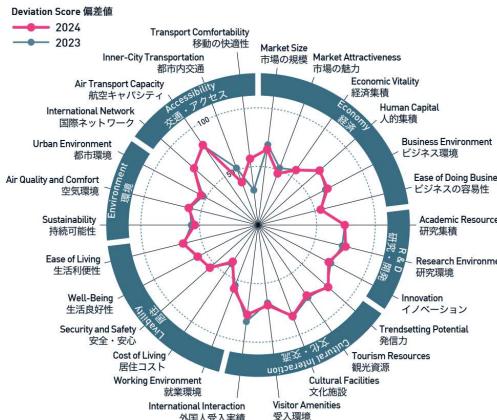 Deviation Score 偏差値
2024
2023
Transport Comfortability
移動の快適性
Inner-City Transportation
都市内交通
Air Transport Capacity
航空キャパシティ
International Network
国際ネットワーク
Urban Environment
都市環境
Air Quality and Comfort
空気環境
Sustainability
持続可能性
Ease of Living
生活利便性
Well-Being
生活良好性
Security and Safety
安全・安心
Cost of Living
居住コスト
Working Environment
就業環境
International Interaction
外国人受入実績
Market Size
市場の規模
Market Attractiveness
市場の魅力
Economic Vitality
経済集積
Human Capital
人的集積
Business Environment
ビジネス環境
Ease of Doing Busine
ビジネスの容易性
Academic Resource
研究集積
Research Environme
研究環境
Innovation
イノベーション
Trendsetting Potential
発信力
Tourism Resources
観光資源
Cultural Facilities
文化施設
Visitor Amenities
受入環境
Accessibility
交通・アクセス
Economy
経済
R & D
研究・開発
Cultural Interaction
文化・交流
Livability
居住
Environment
環境
100